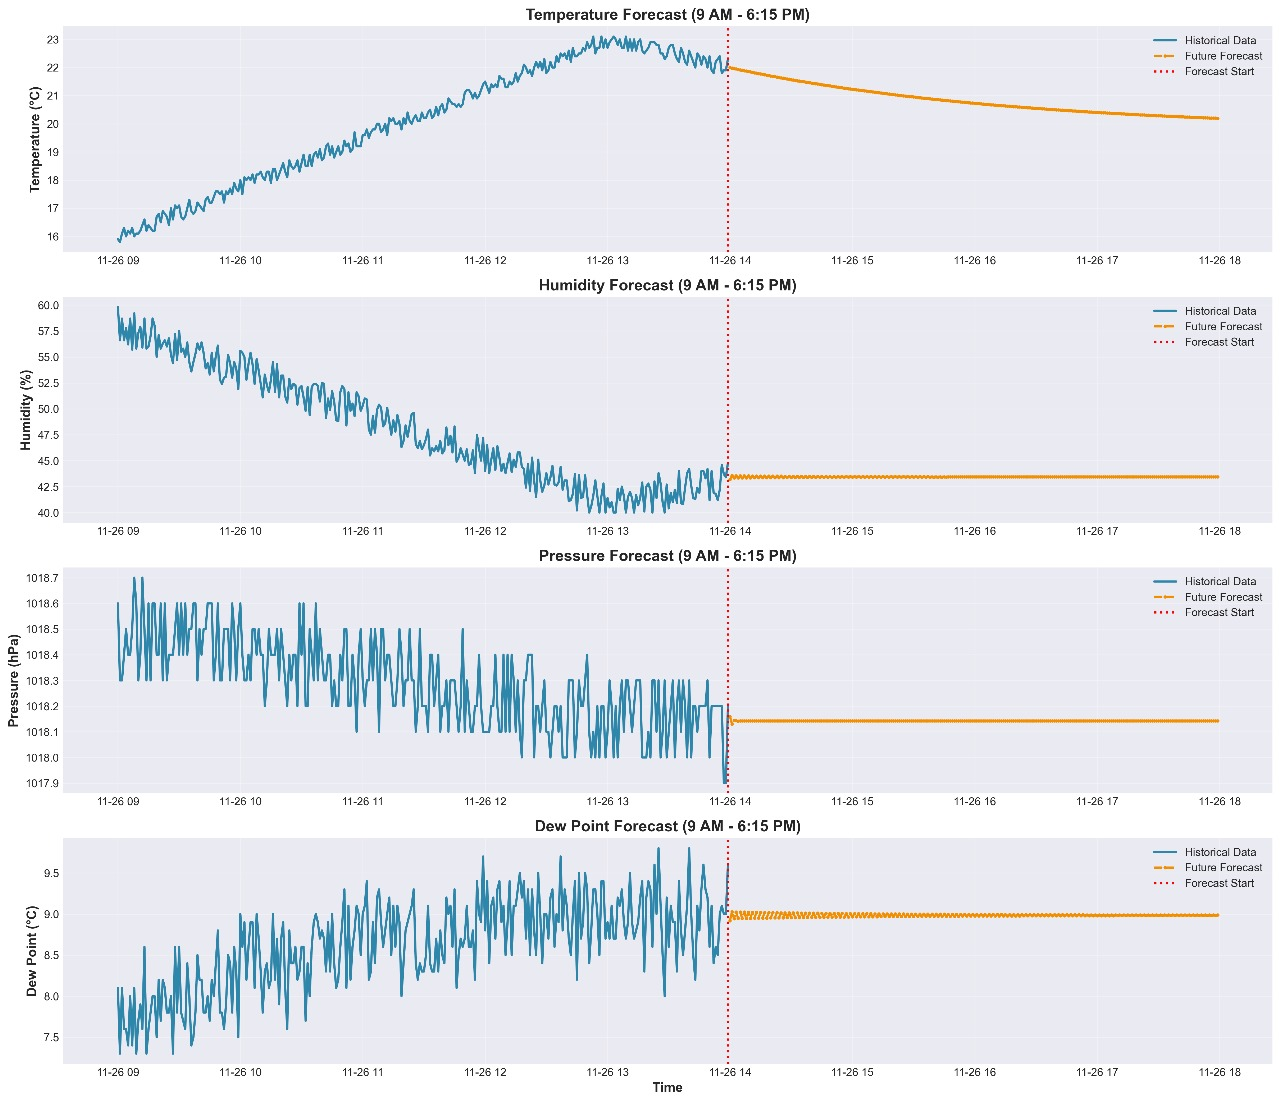 Temperature Forecast (9 AM - 6:15 PM)
Temperature (°C)
23
22
21
20
19
18
17
16
Historical Data
Future Forecast
Forecast Start
11-26 09 11-26 10 11-26 11 11-26 12 11-26 13 11-26 14 11-26 15 11-26 16 11-26 17 11-26 18
Humidity Forecast (9 AM - 6:15 PM)
Humidity (%)
60.0
57.5
55.0
52.5
50.0
47.5
45.0
42.5
40.0
Historical Data
Future Forecast
Forecast Start
11-26 09 11-26 10 11-26 11 11-26 12 11-26 13 11-26 14 11-26 15 11-26 16 11-26 17 11-26 18
Pressure Forecast (9 AM - 6:15 PM)
Pressure (hPa)
1018.7
1018.6
1018.5
1018.4
1018.3
1018.2
1018.1
1018.0
1017.9
Historical Data
Future Forecast
Forecast Start
11-26 09 11-26 10 11-26 11 11-26 12 11-26 13 11-26 14 11-26 15 11-26 16 11-26 17 11-26 18
Dew Point Forecast (9 AM - 6:15 PM)
Dew Point (°C)
9.5
9.0
8.5
8.0
7.5
Historical Data
Future Forecast
Forecast Start
11-26 09 11-26 10 11-26 11 11-26 12 11-26 13 11-26 14 11-26 15 11-26 16 11-26 17 11-26 18
Time